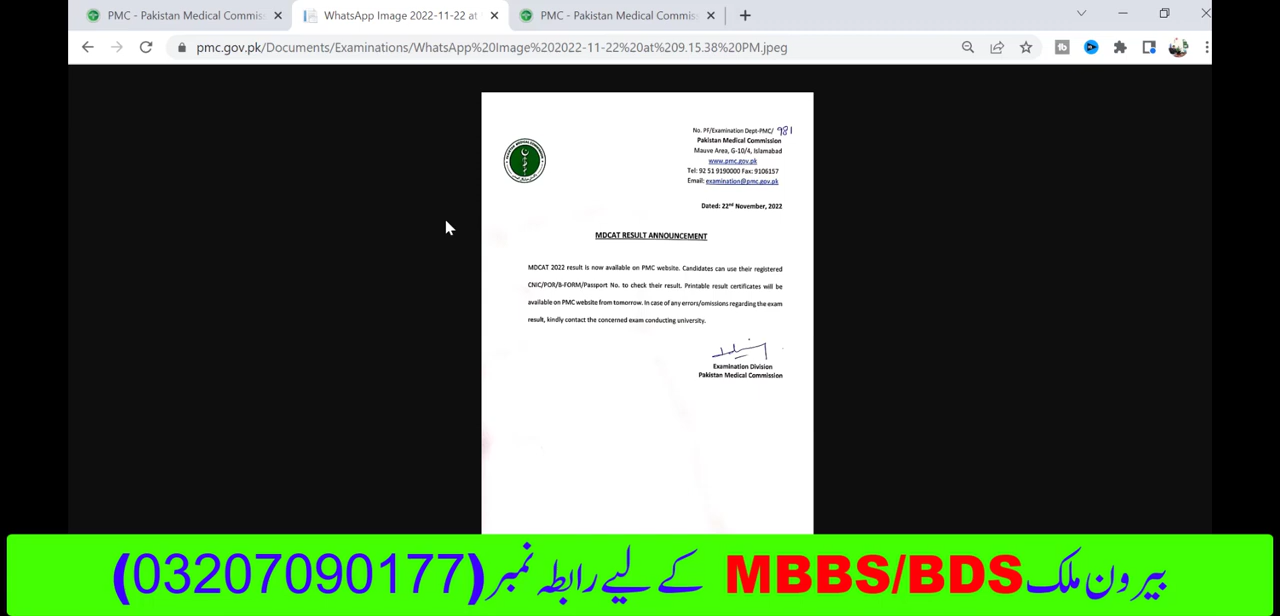 PMC - Pakistan Medical Commis
WhatsApp Image 2022-11-22 at
PMC - Pakistan Medical Commis
pmc.gov.pk/Documents/Examinations/WhatsApp%20Image%202022-11-22%20at%209.15.38%20PM.jpeg
No. PF/Examination Dept-PMC/ 981
Pakistan Medical Commission
Mauve Area, G-10/4, Islamabad
www.pmc.gov.pk
Tel: 92 51 9190000 Fax: 9106157
Email: examination@pmc.gov.pk
Dated: 22nd November, 2022
MDCAT RESULT ANNOUNCEMENT
MDCAT 2022 result is now available on PMC website. Candidates can use their registered
CNIC/POR/B-FORM/Passport No. to check their result. Printable result certificates will be
available on PMC website from tomorrow. In case of any errors/omissions regarding the exam
result, kindly contact the concerned exam conducting university.
Examination Division
Pakistan Medical Commission
بیرون ملک MBBS/BDS کے لیے رابطہ نمبر (03207090177)